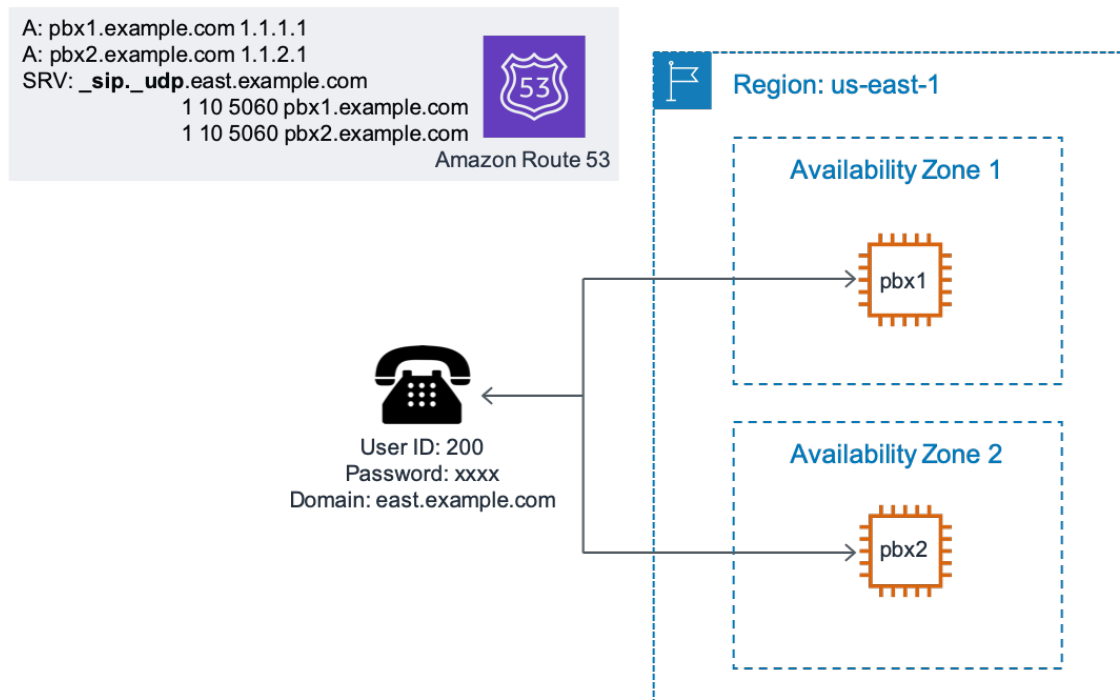 A: pbx1.example.com 1.1.1.1
A: pbx2.example.com 1.1.2.1
SRV: _sip._udp.east.example.com
1 10 5060 pbx1.example.com
1 10 5060 pbx2.example.com
53
Amazon Route 53
Region: us-east-1
Availability Zone 1
pbx1
User ID: 200
Password: xxxx
Domain: east.example.com
Availability Zone 2
pbx2